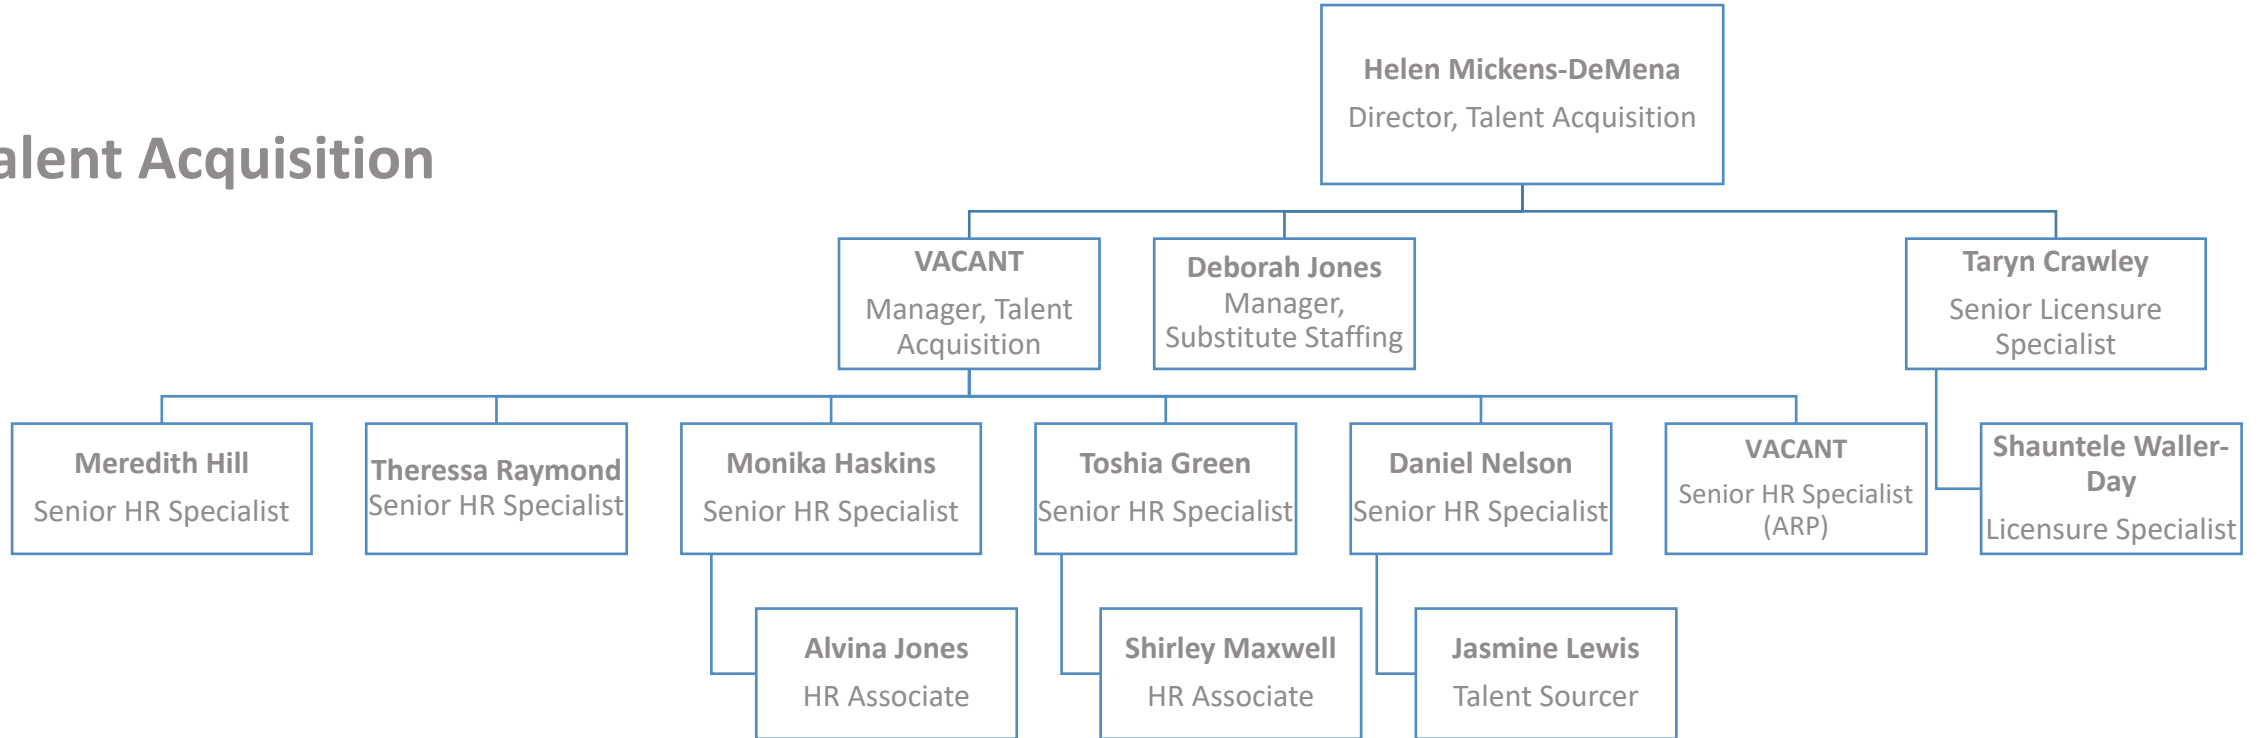 alent Acquisition
Helen Mickens-DeMena
Director, Talent Acquisition
VACANT
Manager, Talent
Acquisition
Deborah Jones
Manager,
Substitute Staffing
Taryn Crawley
Senior Licensure
Specialist
Meredith Hill
Senior HR Specialist
Theressa Raymond
Senior HR Specialist
Monika Haskins
Senior HR Specialist
Toshia Green
Senior HR Specialist
Daniel Nelson
Senior HR Specialist
VACANT
Senior HR Specialist
(ARP)
Shauntele Waller-
Day
Licensure Specialist
Alvina Jones
HR Associate
Shirley Maxwell
HR Associate
Jasmine Lewis
Talent Sourcer